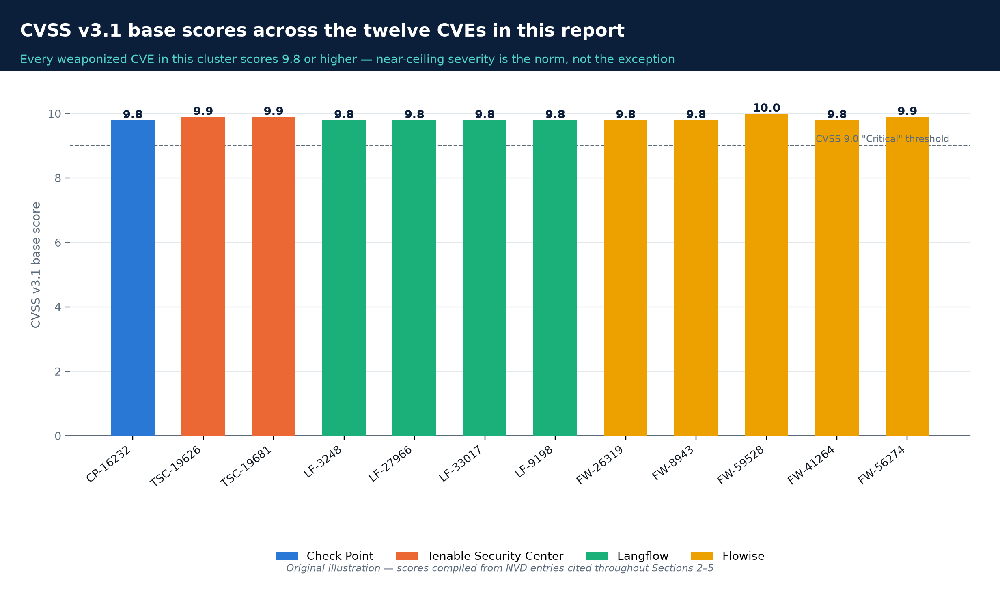 CVSS v3.1 base scores across the twelve CVEs in this report
Every weaponized CVE in this cluster scores 9.8 or higher — near-ceiling severity is the norm, not the exception
CVSS v3.1 base score
10
8
6
4
2
0
9.8
9.9
9.9
9.8
9.8
9.8
9.8
9.8
9.8
10.0
9.8
9.9
CVSS 9.0 "Critical" threshold
CP-16232
TSC-19626
TSC-19681
LF-3248
LF-27966
LF-33017
LF-9198
FW-26319
FW-8943
FW-59528
FW-41264
FW-56274
Check Point
Tenable Security Center
Langflow
Flowise
Original illustration — scores compiled from NVD entries cited throughout Sections 2–5